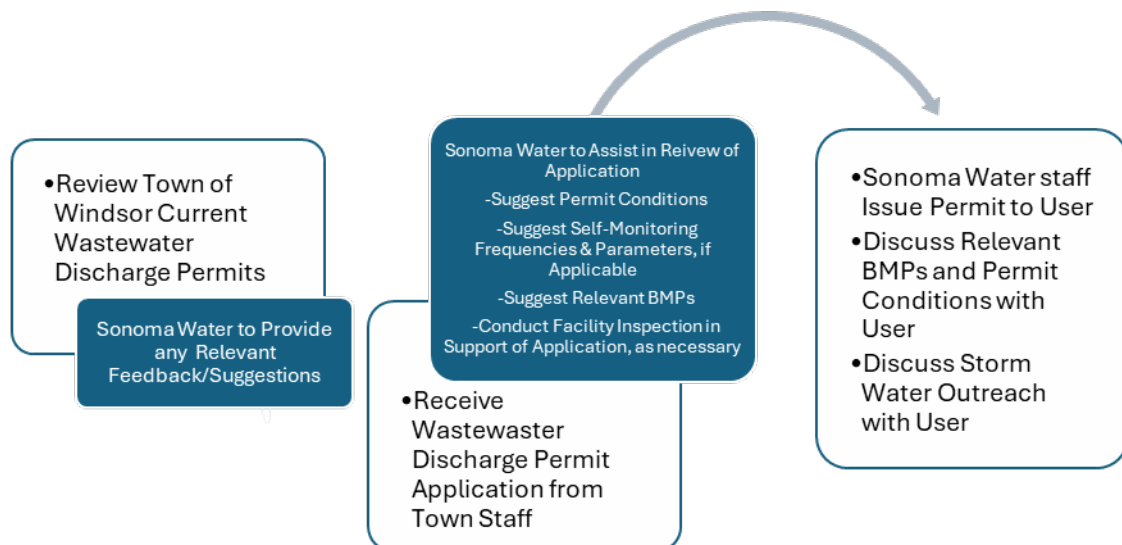 •Review Town of
Windsor Current
Wastewater
Discharge Permits
Sonoma Water to Provide
any Relevant
Feedback/Suggestions
Sonoma Water to Assist in Reivew of
Application
-Suggest Permit Conditions
-Suggest Self-Monitoring
Frequencies & Parameters, if
Applicable
-Suggest Relevant BMPs
-Conduct Facility Inspection in
Support of Application, as necessary
•Receive
Wastewaster
Discharge Permit
Application from
Town Staff
•Sonoma Water staff
Issue Permit to User
•Discuss Relevant
BMPs and Permit
Conditions with
User
•Discuss Storm
Water Outreach
with User